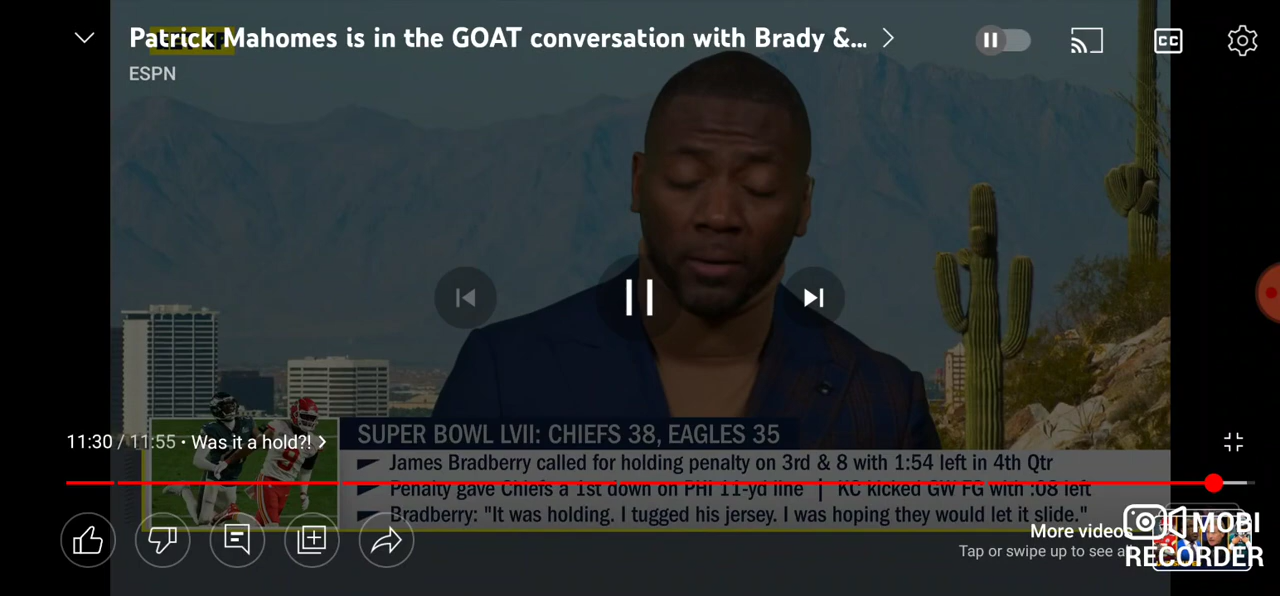 Patrick Mahomes is in the GOAT conversation with Brady &...
ESPN
CC
11:30 / 11:55 • Was it a hold?!
SUPER BOWL LVII: CHIEFS 38, EAGLES 35
James Bradberry called for holding penalty on 3rd & 8 with 1:54 left in 4th Qtr
Penalty gave Chiefs a 1st down on PHI 11-yd line | KC kicked GW FG with :08 left
Bradberry: "It was holding. I tugged his jersey. I was hoping they would let it slide."
More videos
Tap or swipe up to see all
MOBI
RECORDER